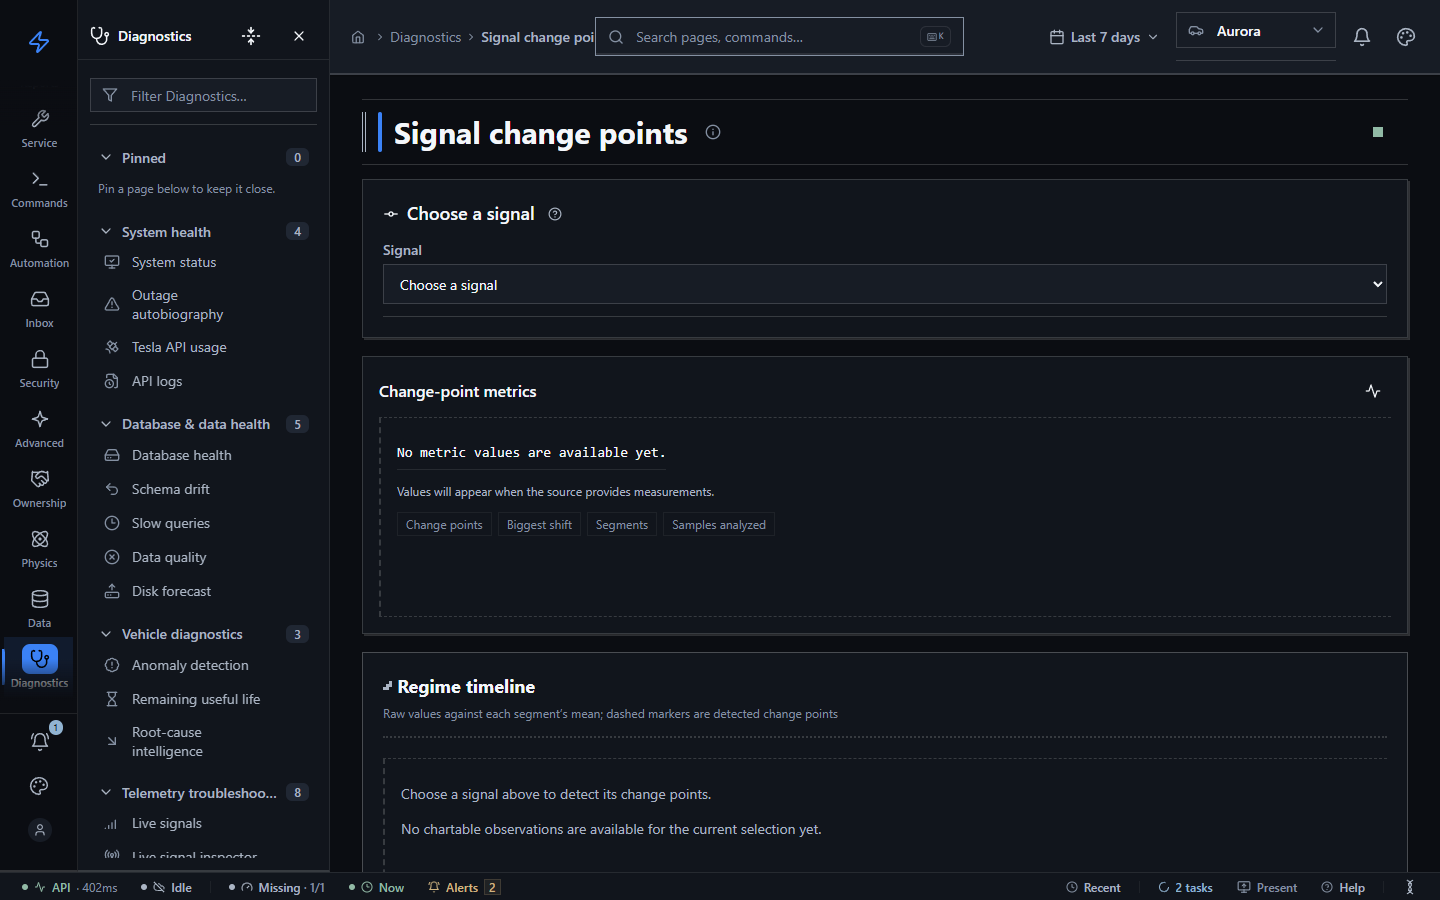 Diagnostics
Diagnostics
Signal change poi
Search pages, commands...
K
Last 7 days
Aurora
Service
Commands
Automation
Inbox
Security
Advanced
Ownership
Physics
Data
Diagnostics
1
Filter Diagnostics...
Pinned
0
Pin a page below to keep it close.
System health
4
System status
Outage
autobiography
Tesla API usage
API logs
Database & data health
5
Database health
Schema drift
Slow queries
Data quality
Disk forecast
Vehicle diagnostics
3
Anomaly detection
Remaining useful life
Root-cause
intelligence
Telemetry troubleshoo...
8
Live signals
Live signal inspector
Signal change points
Choose a signal
Signal
Choose a signal
Change-point metrics
No metric values are available yet.
Values will appear when the source provides measurements.
Change points
Biggest shift
Segments
Samples analyzed
Regime timeline
Raw values against each segment's mean; dashed markers are detected change points
Choose a signal above to detect its change points.
No chartable observations are available for the current selection yet.
API · 402ms
Idle
Missing · 1/1
Now
Alerts 2
Recent
2 tasks
Present
Help